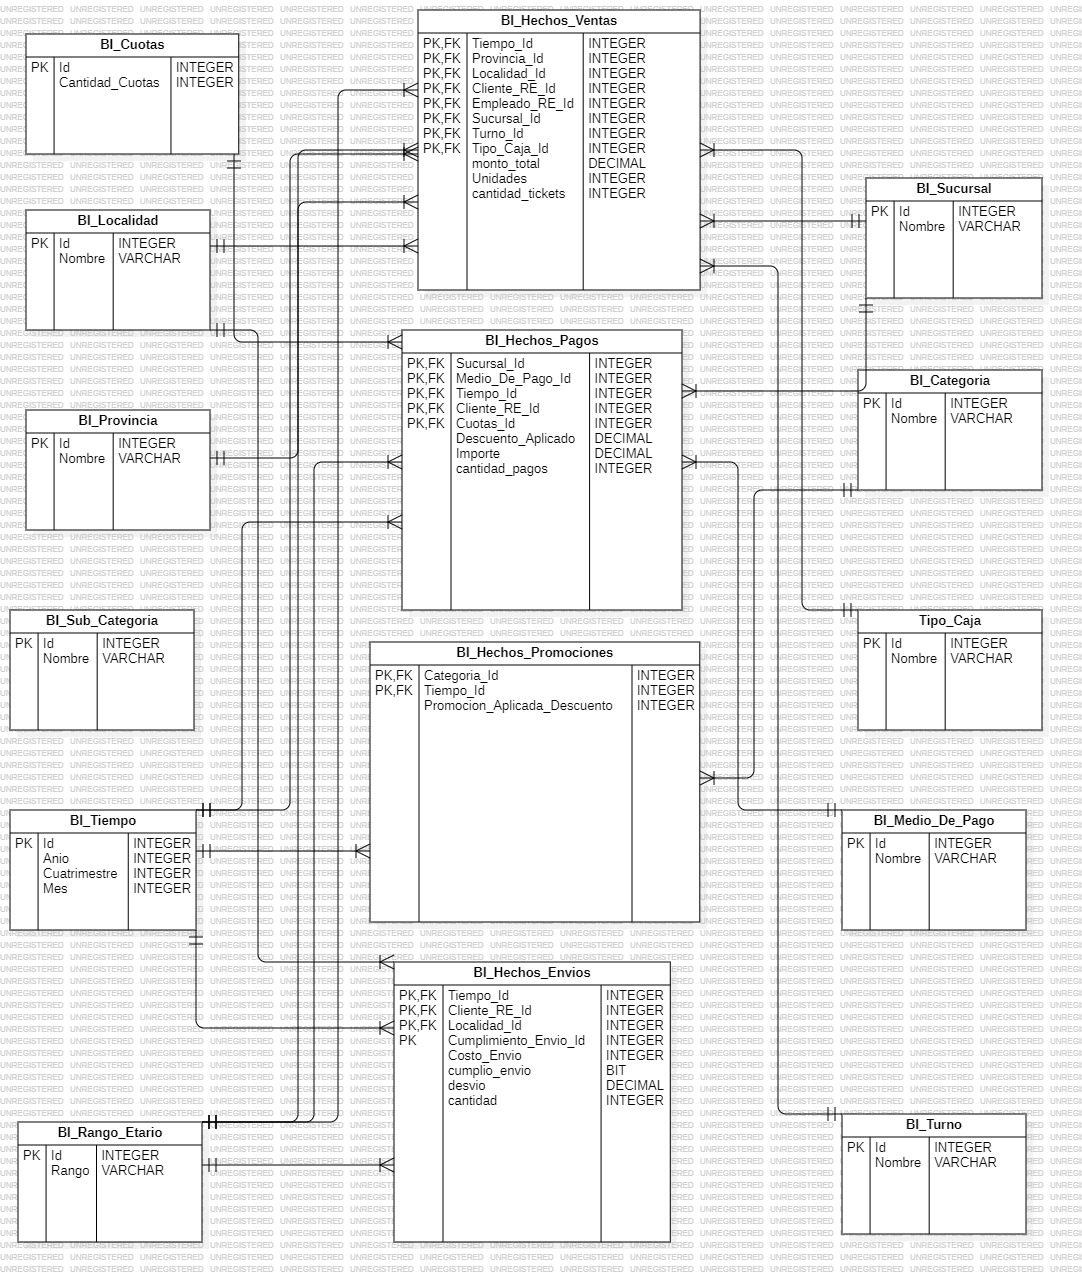 BI_Hechos_Ventas
PK,FK Tiempo_Id INTEGER
PK,FK Provincia_Id INTEGER
PK,FK Localidad_Id INTEGER
PK,FK Cliente_RE_Id INTEGER
PK,FK Empleado_RE_Id INTEGER
PK,FK Sucursal_Id INTEGER
PK,FK Turno_Id INTEGER
PK,FK Tipo_Caja_Id INTEGER
monto_total DECIMAL
Unidades INTEGER
cantidad_tickets INTEGER
BI_Cuotas
PK Id INTEGER
Cantidad_Cuotas INTEGER
BI_Sucursal
PK Id INTEGER
Nombre VARCHAR
BI_Localidad
PK Id INTEGER
Nombre VARCHAR
BI_Hechos_Pagos
PK,FK Sucursal_Id INTEGER
PK,FK Medio_De_Pago_Id INTEGER
PK,FK Tiempo_Id INTEGER
PK,FK Cliente_RE_Id INTEGER
PK,FK Cuotas_Id INTEGER
Descuento_Aplicado DECIMAL
Importe DECIMAL
cantidad_pagos INTEGER
BI_Categoria
PK Id INTEGER
Nombre VARCHAR
BI_Provincia
PK Id INTEGER
Nombre VARCHAR
BI_Sub_Categoria
PK Id INTEGER
Nombre VARCHAR
Tipo_Caja
PK Id INTEGER
Nombre VARCHAR
BI_Hechos_Promociones
PK,FK Categoria_Id INTEGER
PK,FK Tiempo_Id INTEGER
Promocion_Aplicada_Descuento INTEGER
BI_Tiempo
PK Id INTEGER
Anio INTEGER
Cuatrimestre INTEGER
Mes INTEGER
BI_Medio_De_Pago
PK Id INTEGER
Nombre VARCHAR
BI_Hechos_Envios
PK,FK Tiempo_Id INTEGER
PK,FK Cliente_RE_Id INTEGER
PK,FK Localidad_Id INTEGER
PK Cumplimiento_Envio_Id INTEGER
Costo_Envio INTEGER
cumplio_envio BIT
desvio DECIMAL
cantidad INTEGER
BI_Rango_Etario
PK Id INTEGER
Rango VARCHAR
BI_Turno
PK Id INTEGER
Nombre VARCHAR
UNREGISTERED